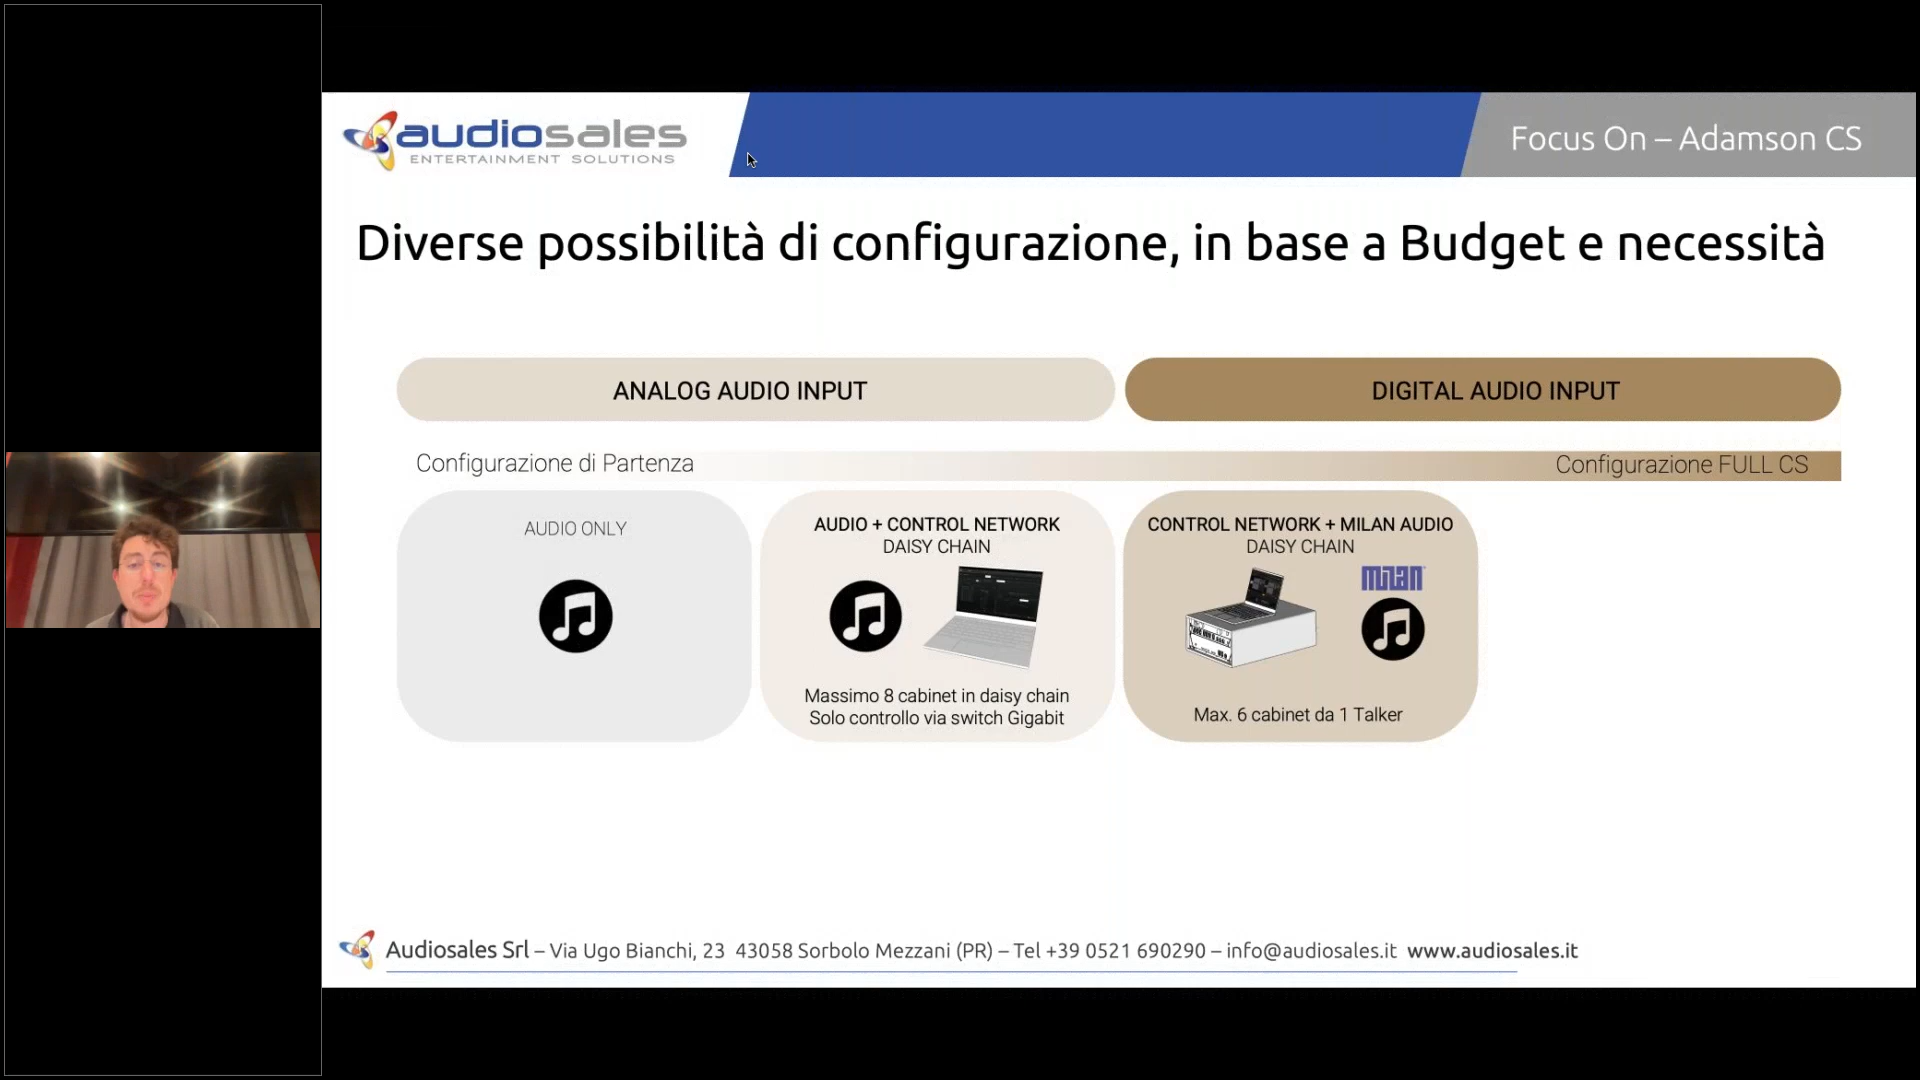 audiosales
ENTERTAINMENT SOLUTIONS
Focus On – Adamson CS
Diverse possibilità di configurazione, in base a Budget e necessità
ANALOG AUDIO INPUT
DIGITAL AUDIO INPUT
Configurazione di Partenza
Configurazione FULL CS
AUDIO ONLY
AUDIO + CONTROL NETWORK
DAISY CHAIN
Massimo 8 cabinet in daisy chain
Solo controllo via switch Gigabit
CONTROL NETWORK + MILAN AUDIO
DAISY CHAIN
milan
Max. 6 cabinet da 1 Talker
Audiosales Srl – Via Ugo Bianchi, 23 43058 Sorbolo Mezzani (PR) – Tel +39 0521 690290 – info@audiosales.it www.audiosales.it